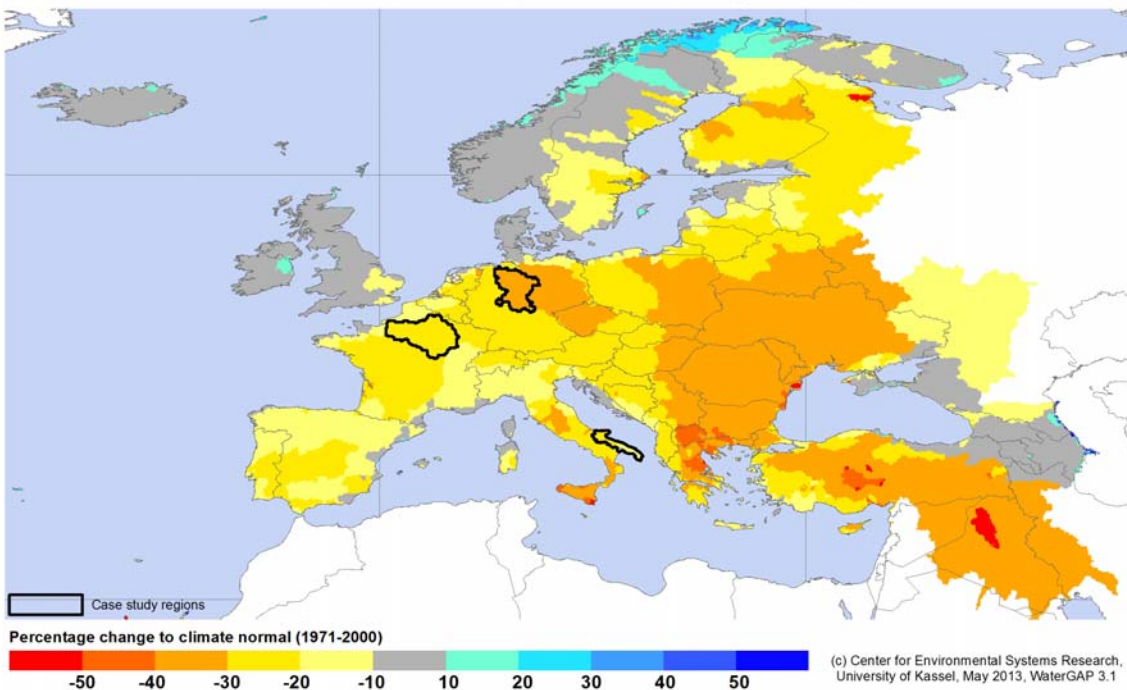 Case study regions
Percentage change to climate normal (1971-2000)
-50 -40 -30 -20 -10 10 20 30 40 50
(c) Center for Environmental Systems Research,
University of Kassel, May 2013, WaterGAP 3.1